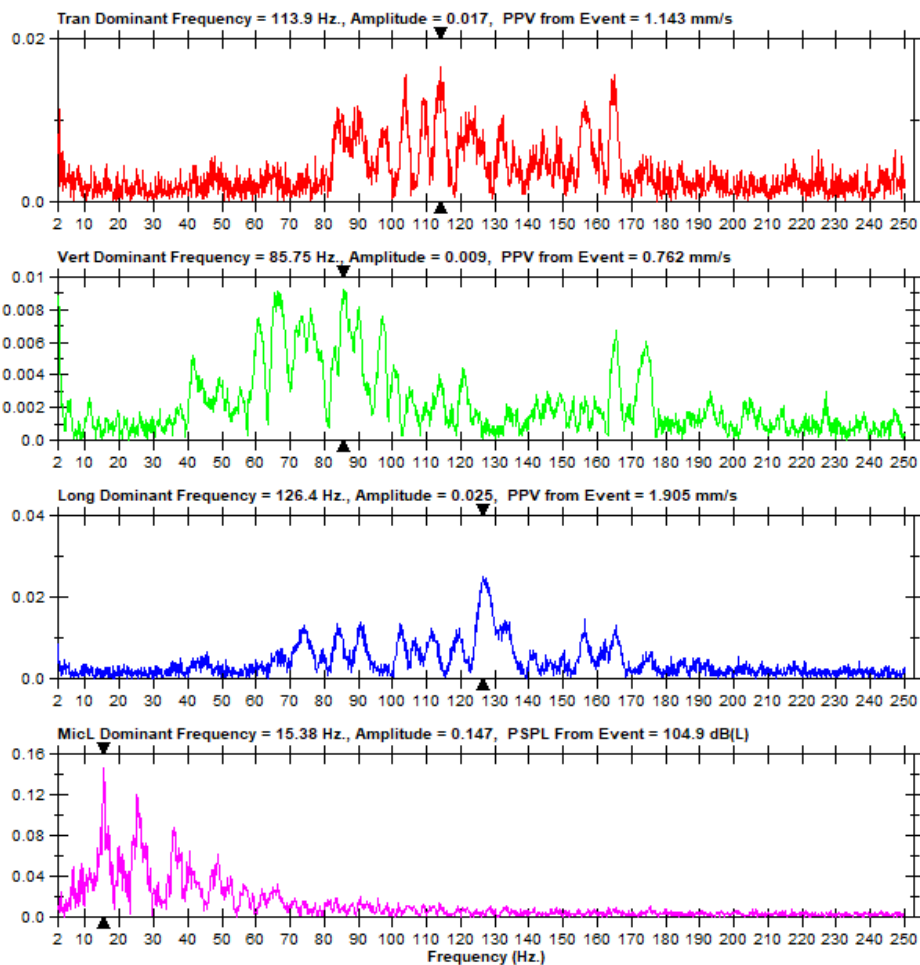 Tran Dominant Frequency = 113.9 Hz., Amplitude = 0.017, PPV from Event = 1.143 mm/s
0.02
0.0
2 10 20 30 40 50 60 70 80 90 100 110 120 130 140 150 160 170 180 190 200 210 220 230 240 250
Vert Dominant Frequency = 85.75 Hz., Amplitude = 0.009, PPV from Event = 0.762 mm/s
0.01
0.008
0.006
0.004
0.002
0.0
2 10 20 30 40 50 60 70 80 90 100 110 120 130 140 150 160 170 180 190 200 210 220 230 240 250
Long Dominant Frequency = 126.4 Hz., Amplitude = 0.025, PPV from Event = 1.905 mm/s
0.04
0.02
0.0
2 10 20 30 40 50 60 70 80 90 100 110 120 130 140 150 160 170 180 190 200 210 220 230 240 250
MicL Dominant Frequency = 15.38 Hz., Amplitude = 0.147, PSPL From Event = 104.9 dB(L)
0.16
0.12
0.08
0.04
0.0
2 10 20 30 40 50 60 70 80 90 100 110 120 130 140 150 160 170 180 190 200 210 220 230 240 250
Frequency (Hz.)